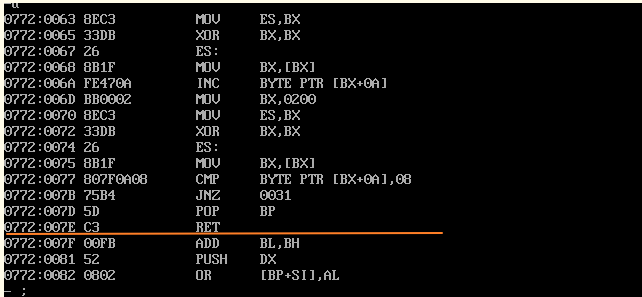 -u
0772:0063 8EC3 MOV ES,BX
0772:0065 33DB XOR BX,BX
0772:0067 26 ES:
0772:0068 8B1F MOV BX,[BX]
0772:006A FE470A INC BYTE PTR [BX+0A]
0772:006D BB0002 MOV BX,0200
0772:0070 8EC3 MOV ES,BX
0772:0072 33DB XOR BX,BX
0772:0074 26 ES:
0772:0075 8B1F MOV BX,[BX]
0772:0077 807F0A08 CMP BYTE PTR [BX+0A],08
0772:007B 75B4 JNZ 0031
0772:007D 5D POP BP
0772:007E C3 RET
0772:007F 00FB ADD BL,BH
0772:0081 52 PUSH DX
0772:0082 0802 OR [BP+SI],AL
- ;